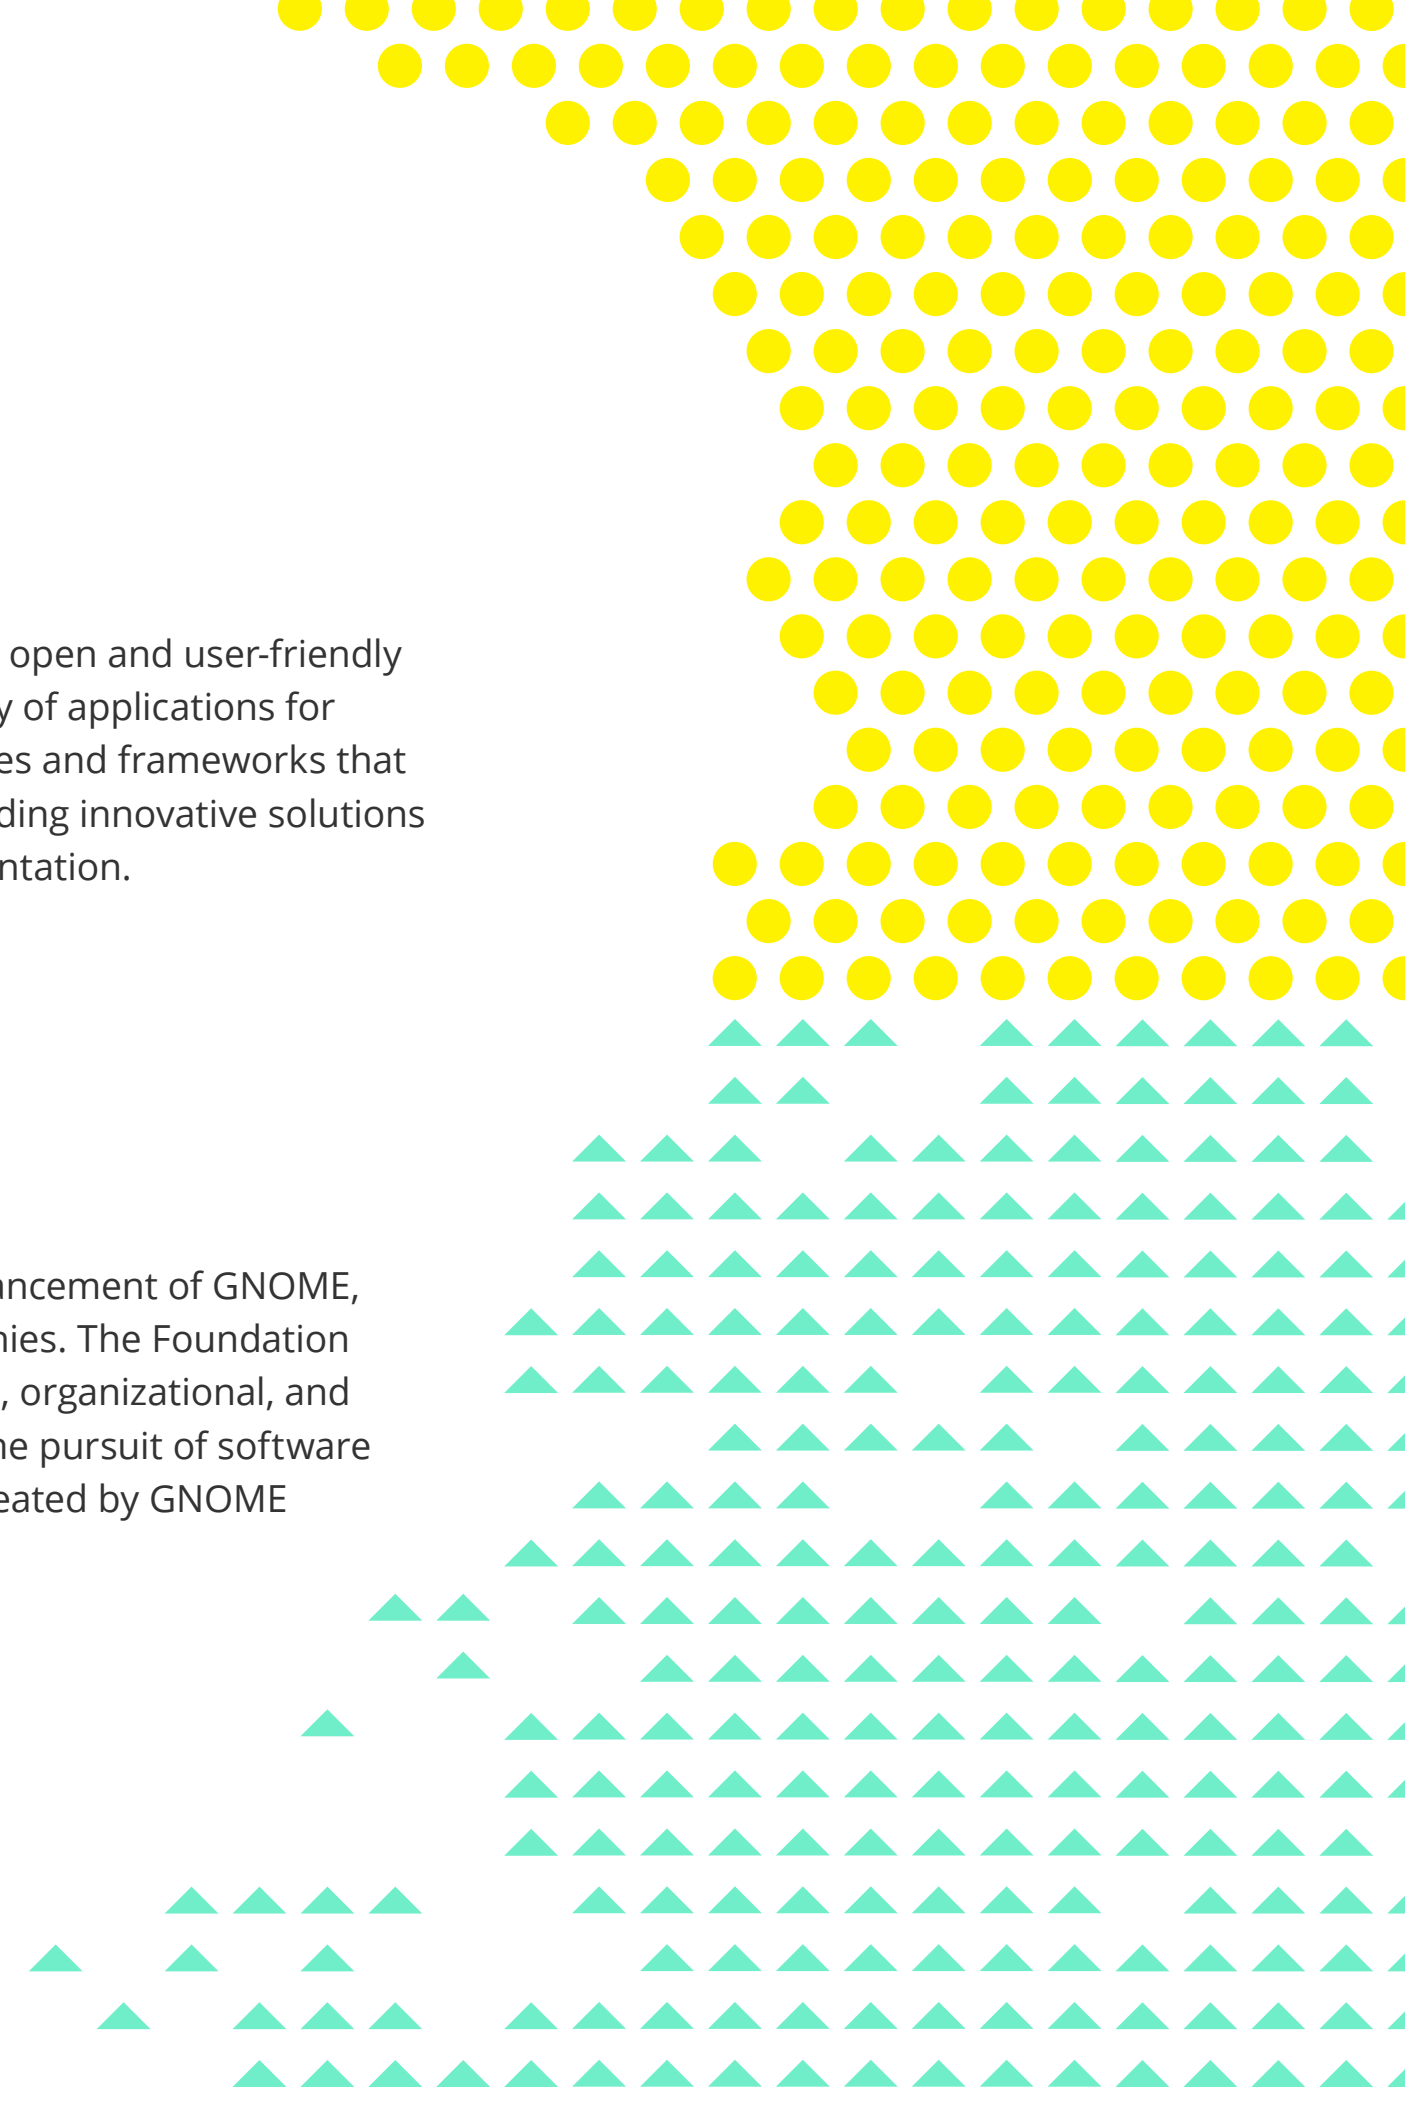 open and user-friendly
y of applications for
es and frameworks that
ding innovative solutions
ntation.
ancement of GNOME,
nies. The Foundation
, organizational, and
he pursuit of software
eated by GNOME